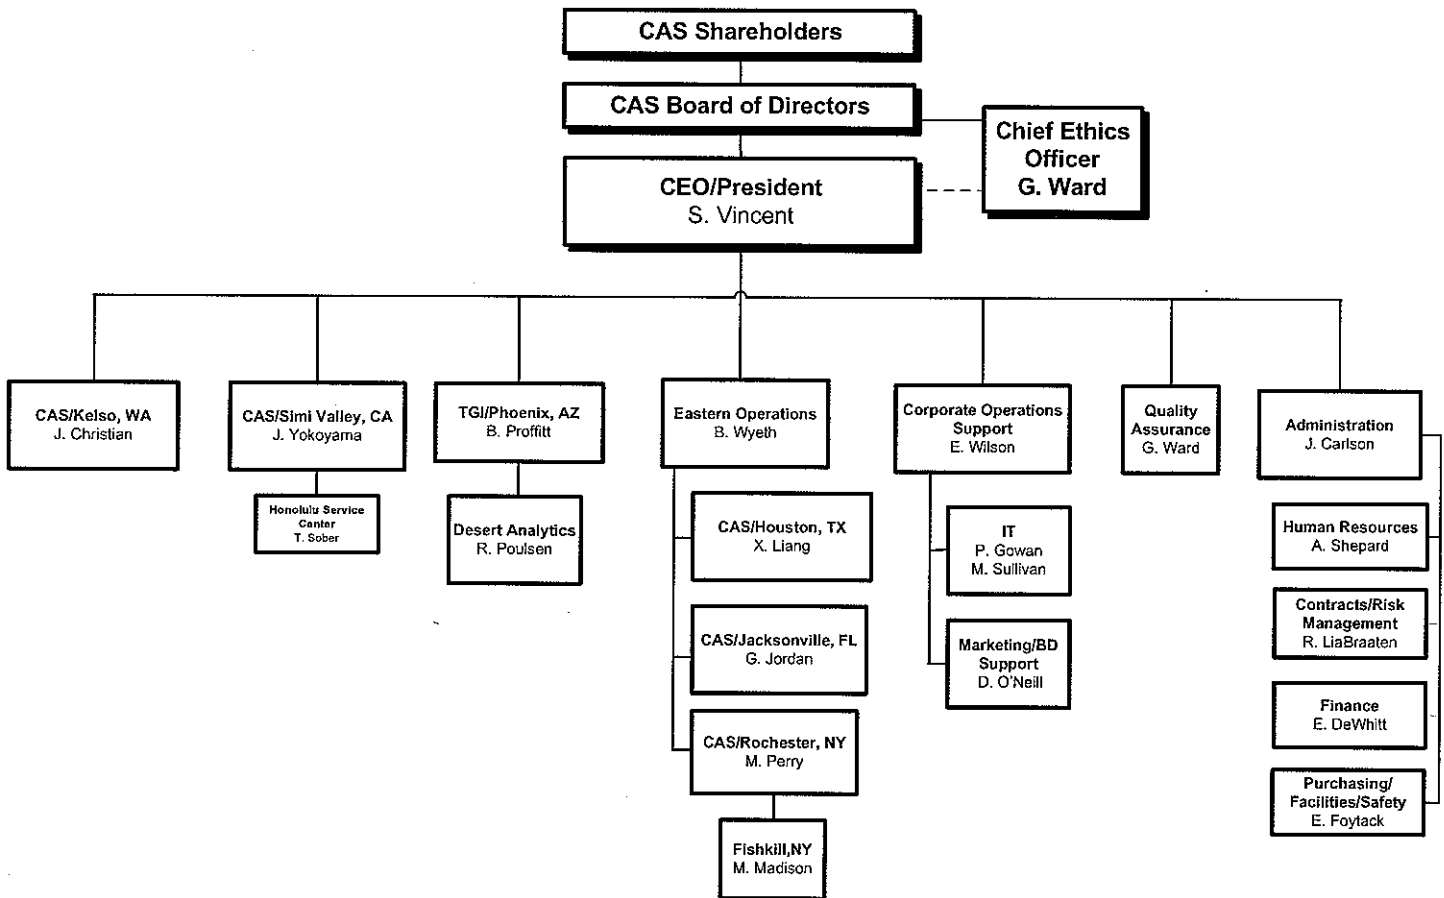 CAS Shareholders
CAS Board of Directors
Chief Ethics
Officer
G. Ward
CEO/President
S. Vincent
CAS/Kelso, WA
J. Christian
CAS/Simi Valley, CA
J. Yokoyama
Honolulu Service
Center
T. Sober
TGI/Phoenix, AZ
B. Proffitt
Desert Analytics
R. Poulsen
Eastern Operations
B. Wyeth
CAS/Houston, TX
X. Liang
CAS/Jacksonville, FL
G. Jordan
CAS/Rochester, NY
M. Perry
Fishkill,NY
M. Madison
Corporate Operations
Support
E. Wilson
IT
P. Gowan
M. Sullivan
Marketing/BD
Support
D. O'Neill
Quality
Assurance
G. Ward
Administration
J. Carlson
Human Resources
A. Shepard
Contracts/Risk
Management
R. LiaBraaten
Finance
E. DeWhitt
Purchasing/
Facilities/Safety
E. Foytack